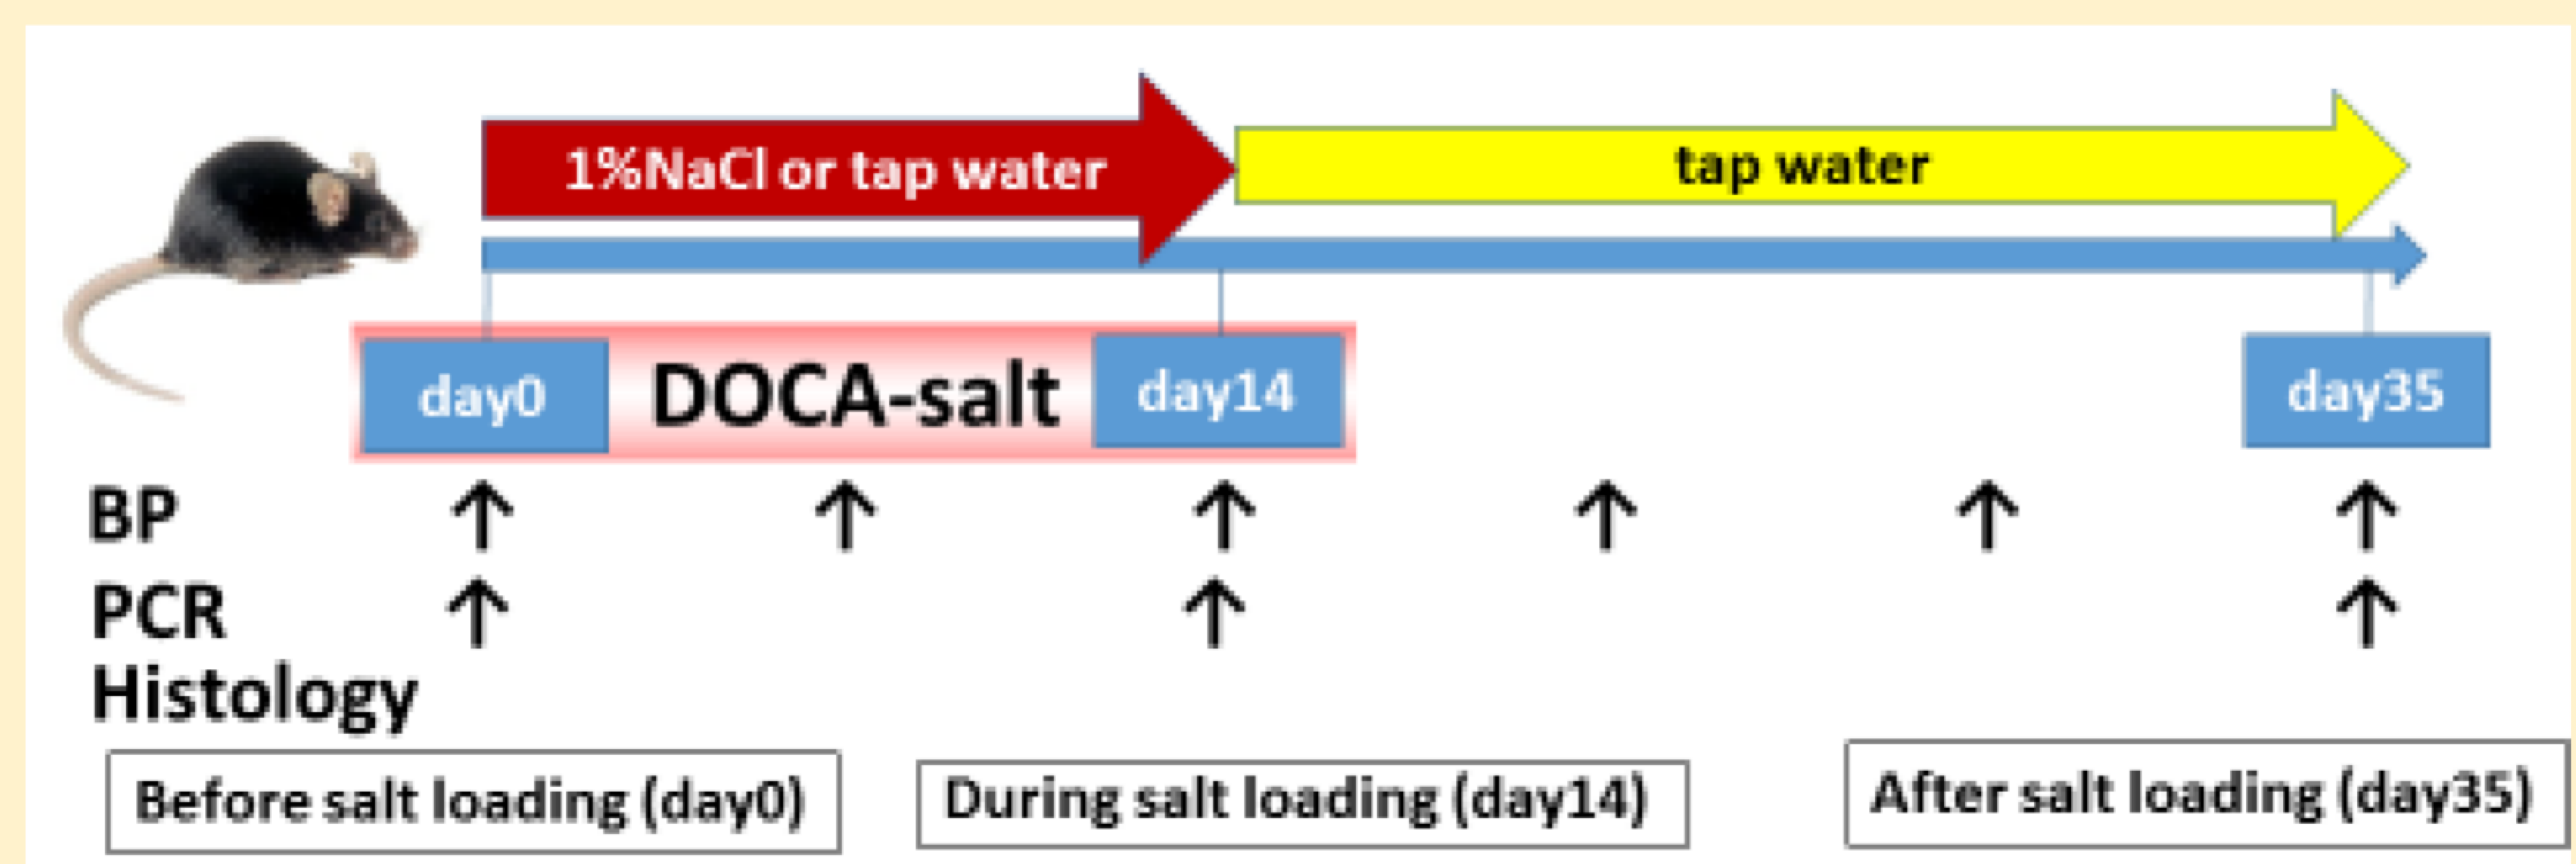 1%NaCl or tap water
tap water
day0
DOCA-salt
day14
day35
BP
PCR
Histology
Before salt loading (day0)
During salt loading (day14)
After salt loading (day35)